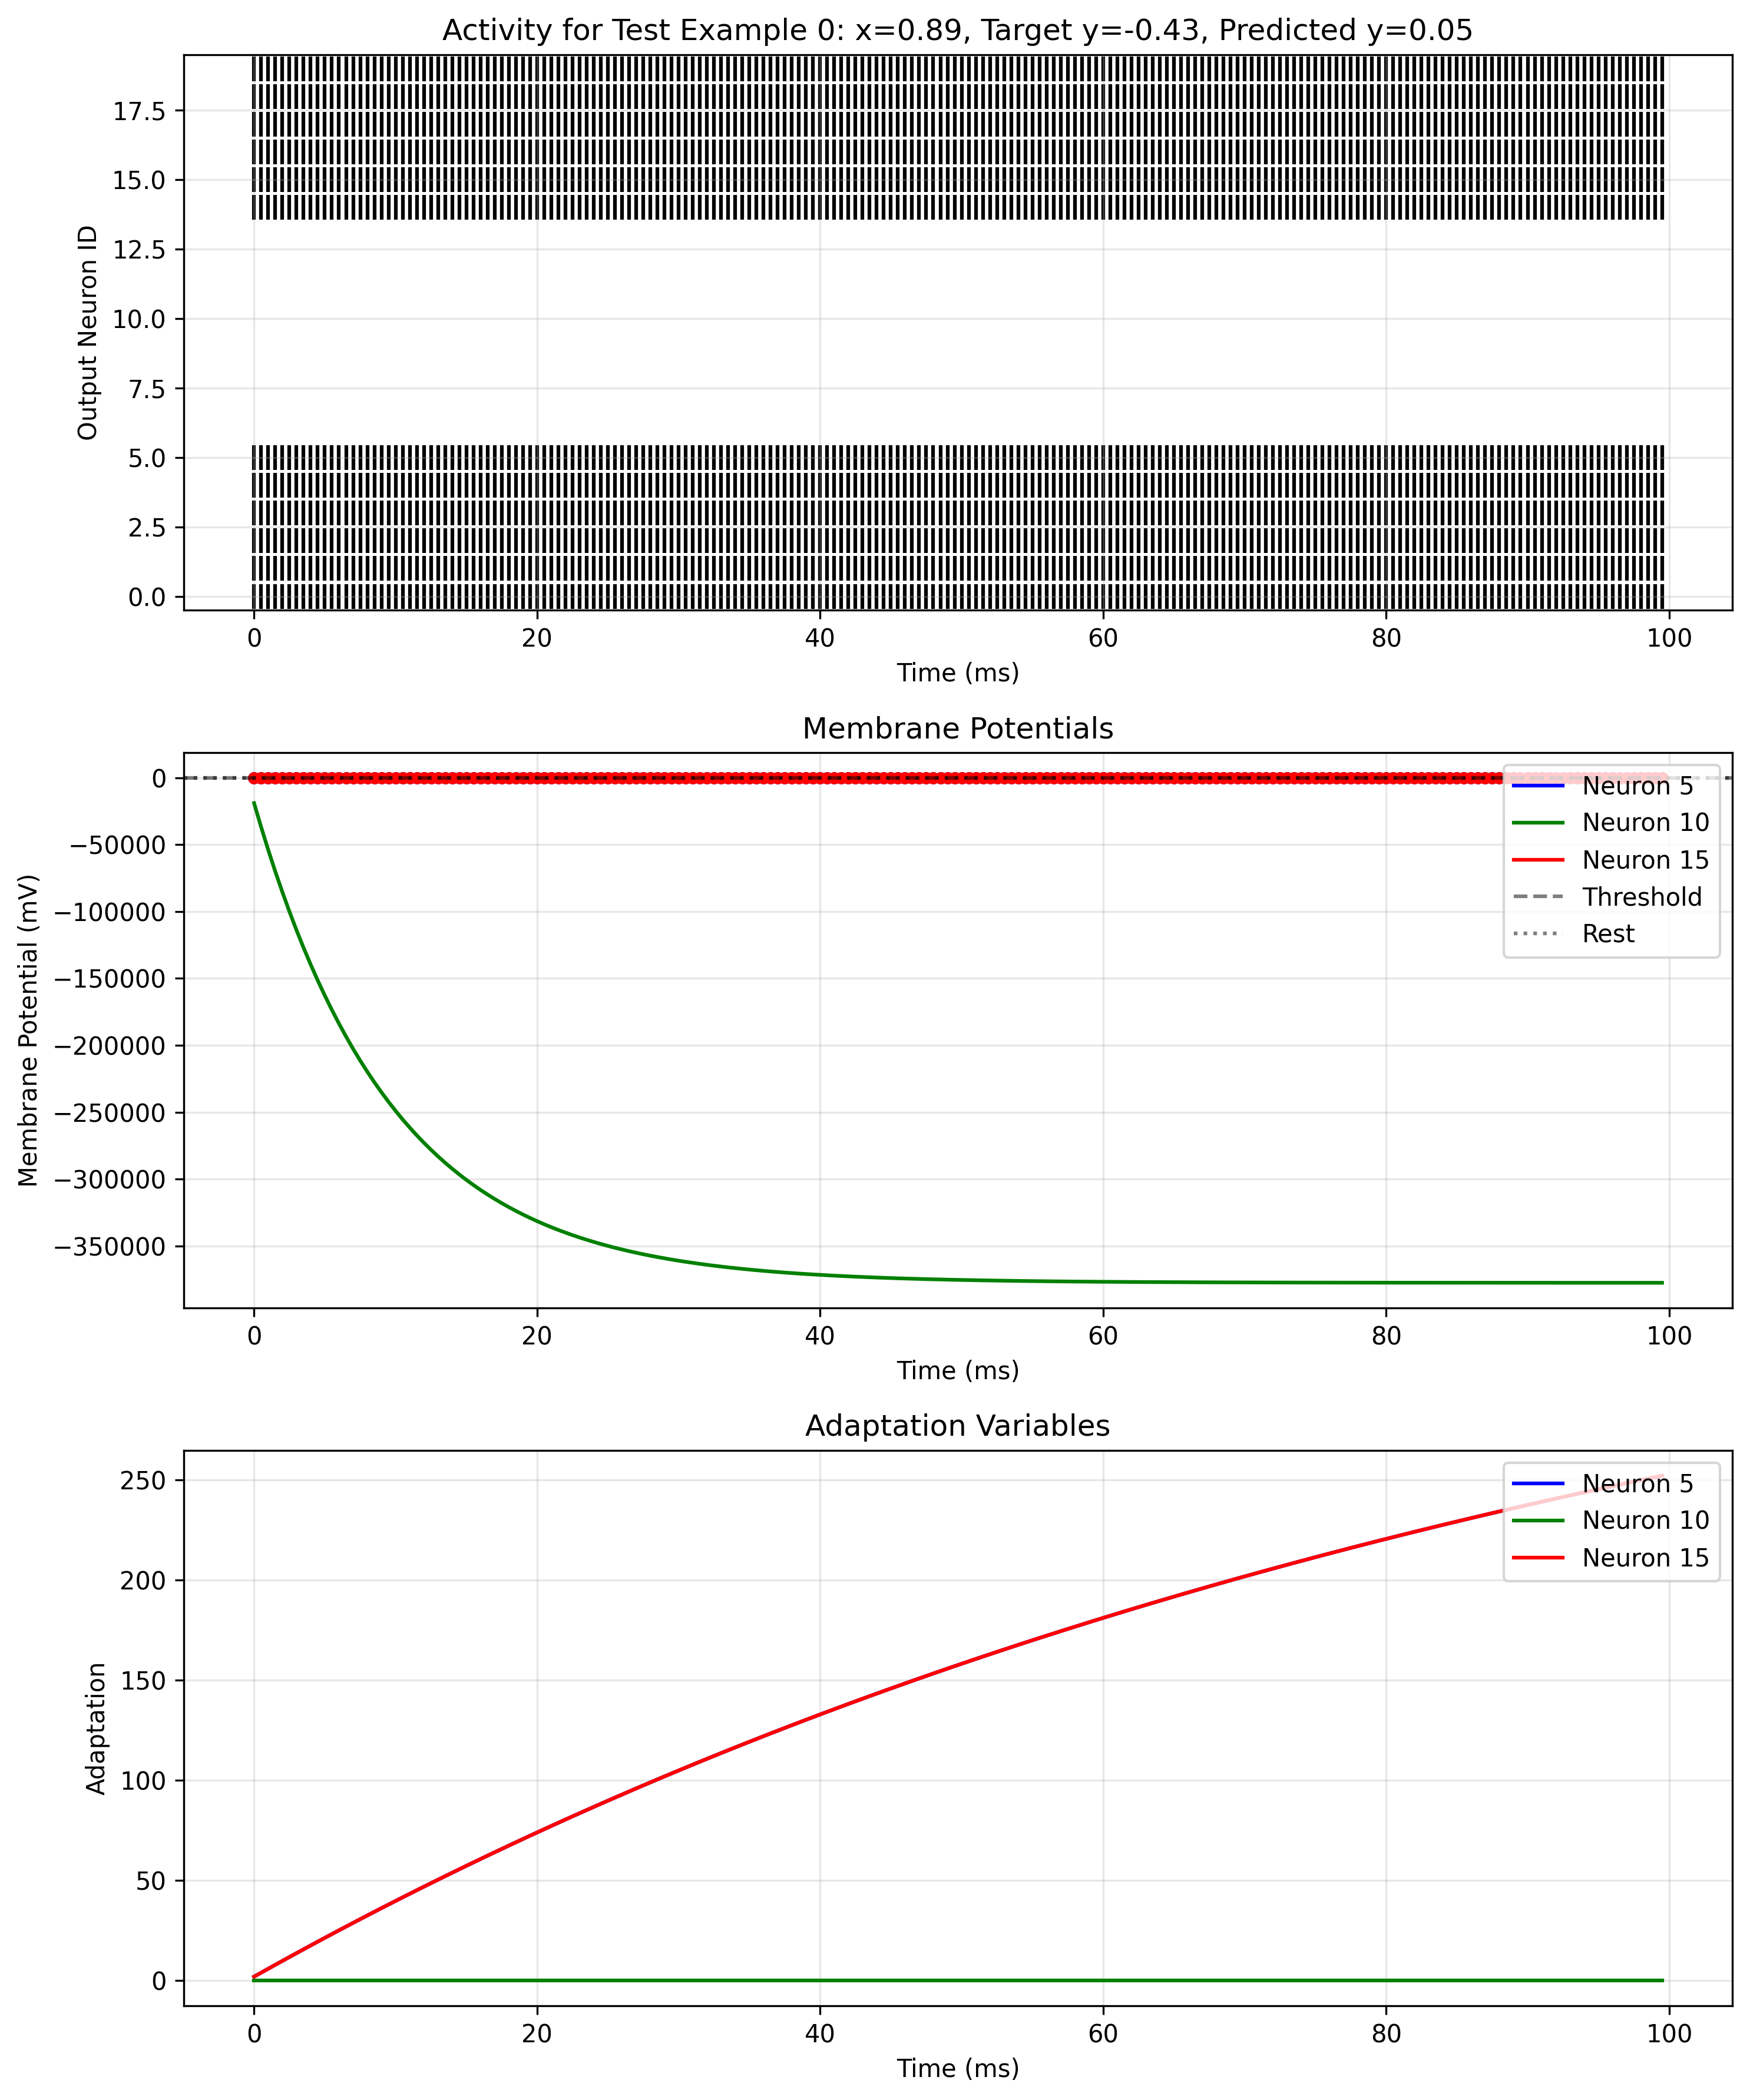 Activity for Test Example 0: x=0.89, Target y=-0.43, Predicted y=0.05
Output Neuron ID
17.5
15.0
12.5
10.0
7.5
5.0
2.5
0.0
0 20 40 60 80 100
Time (ms)
Membrane Potentials
Membrane Potential (mV)
0
−50000
−100000
−150000
−200000
−250000
−300000
−350000
Neuron 5
Neuron 10
Neuron 15
Threshold
Rest
0 20 40 60 80 100
Time (ms)
Adaptation Variables
Adaptation
250
200
150
100
50
0
Neuron 5
Neuron 10
Neuron 15
0 20 40 60 80 100
Time (ms)